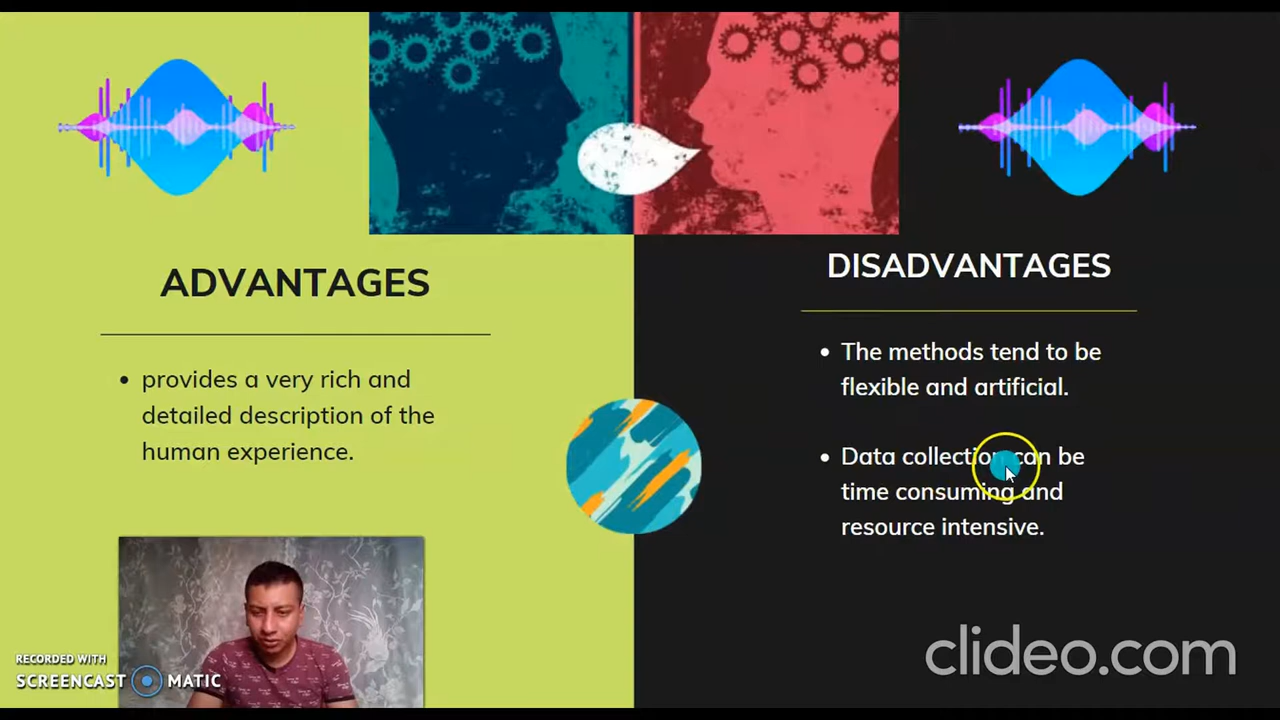 ADVANTAGES
provides a very rich and
detailed description of the
human experience.
DISADVANTAGES
The methods tend to be
flexible and artificial.
Data collection can be
time consuming and
resource intensive.
RECORDED WITH
SCREENCAST MATIC
clideo.com